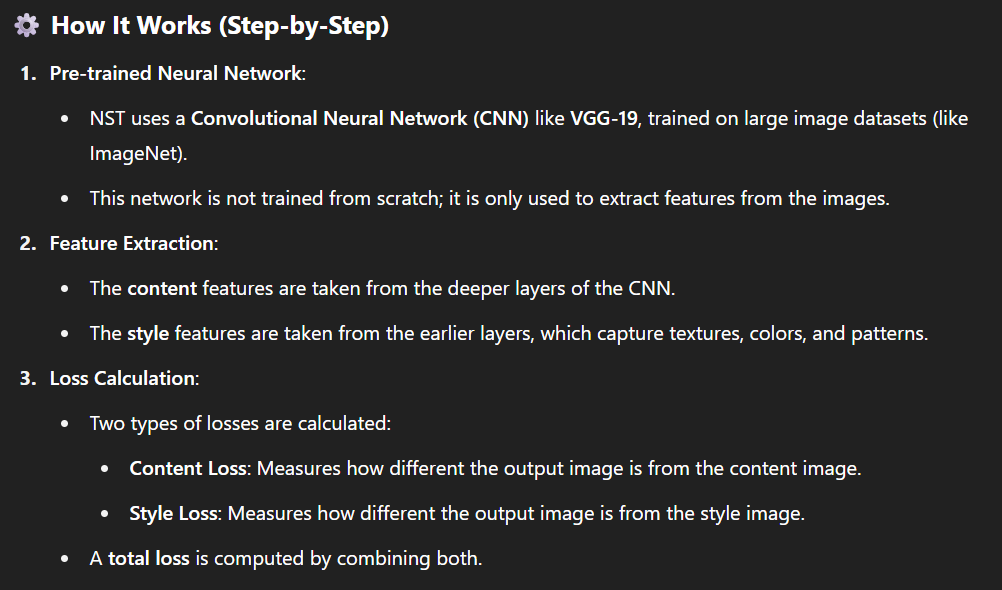 How It Works (Step-by-Step)
1. Pre-trained Neural Network:
• NST uses a Convolutional Neural Network (CNN) like VGG-19, trained on large image datasets (like
ImageNet).
• This network is not trained from scratch; it is only used to extract features from the images.
2. Feature Extraction:
• The content features are taken from the deeper layers of the CNN.
• The style features are taken from the earlier layers, which capture textures, colors, and patterns.
3. Loss Calculation:
• Two types of losses are calculated:
• Content Loss: Measures how different the output image is from the content image.
• Style Loss: Measures how different the output image is from the style image.
• A total loss is computed by combining both.